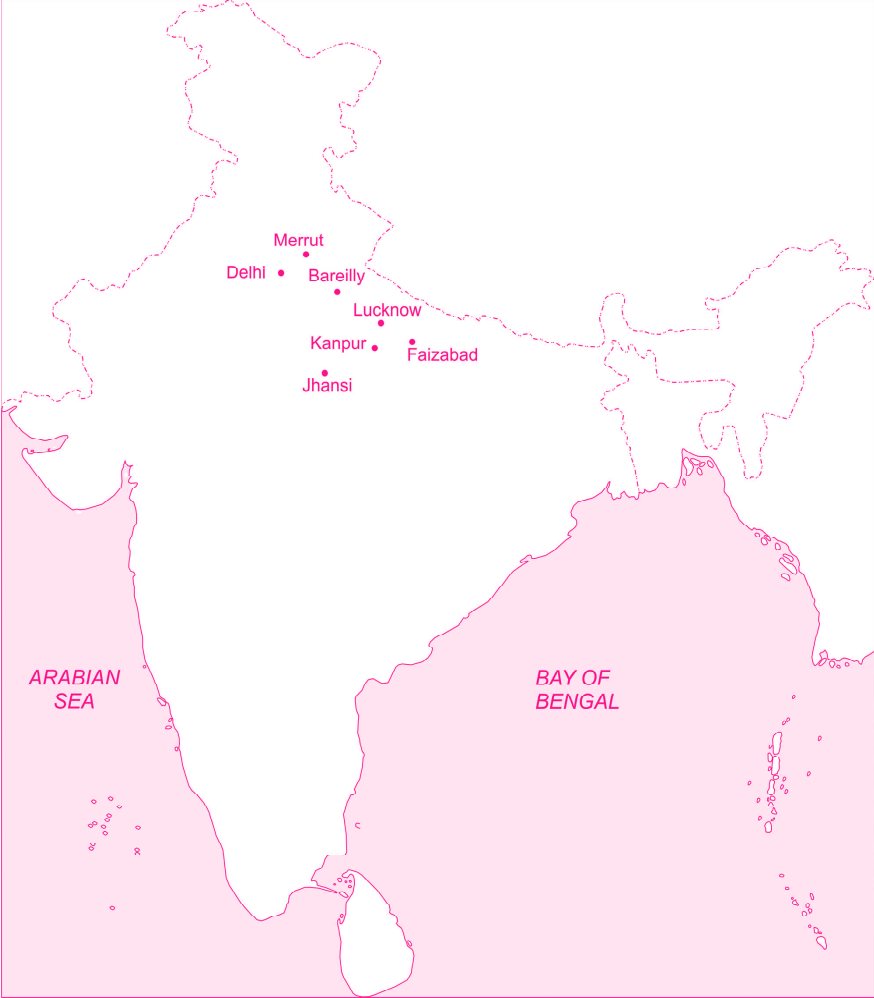 Merrut
Delhi
Bareilly
Lucknow
Kanpur
Faizabad
Jhansi
ARABIAN
SEA
BAY OF
BENGAL